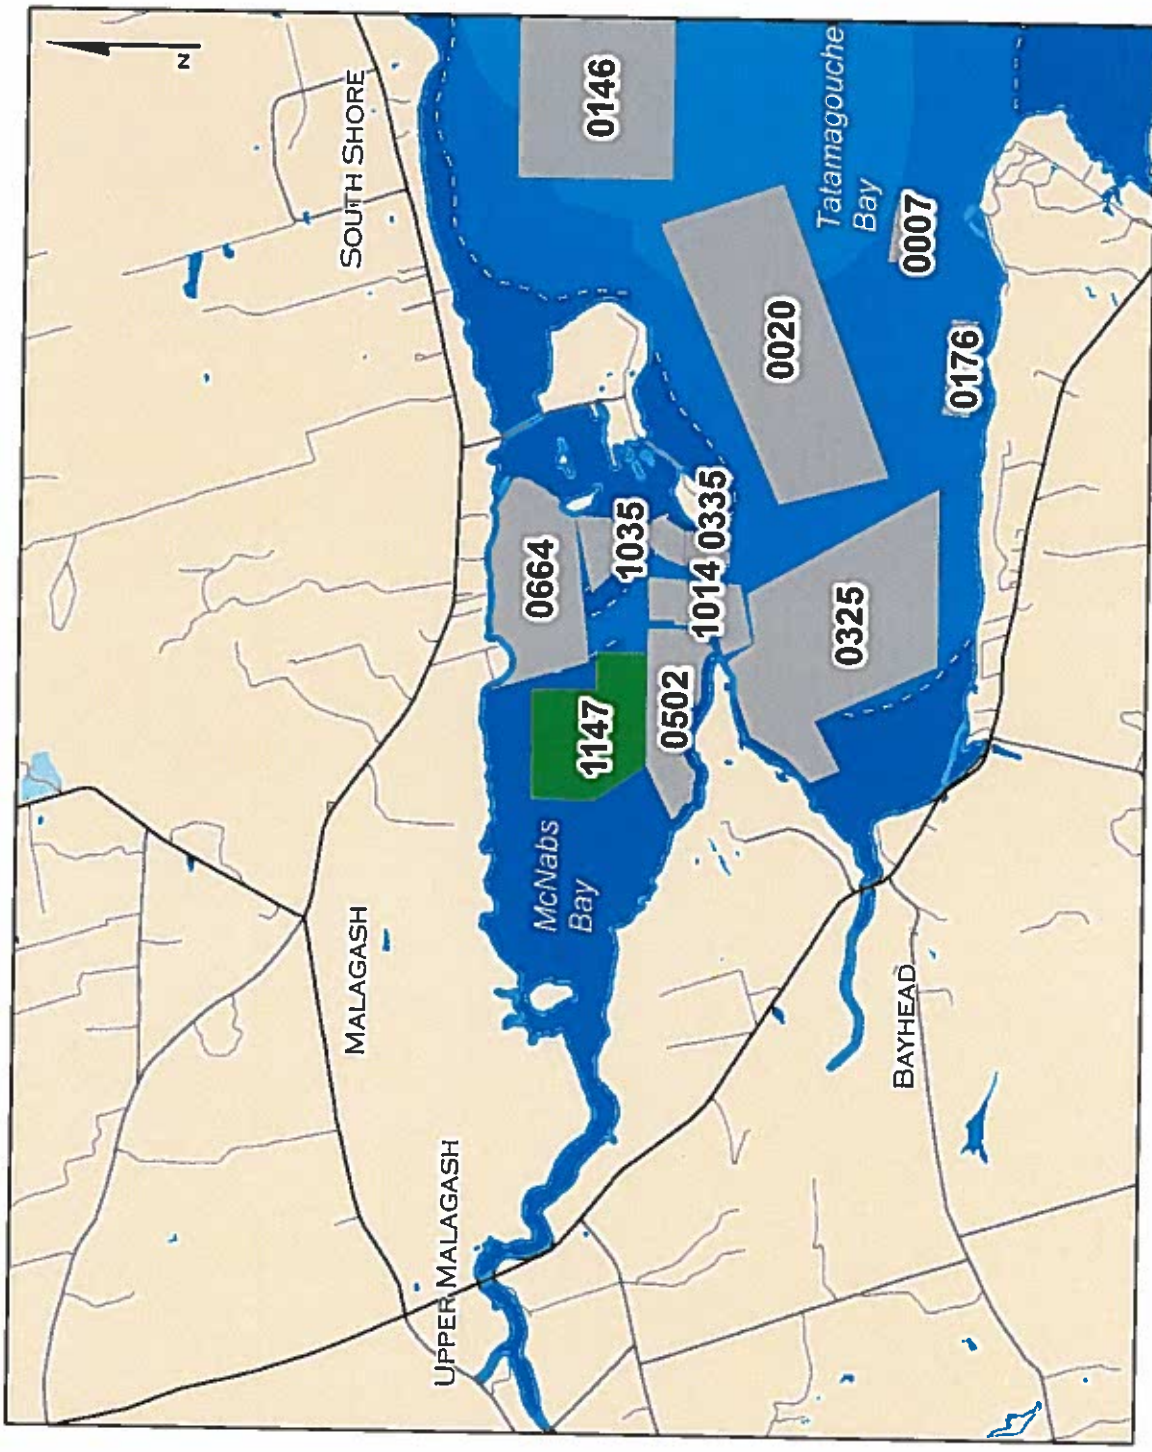 N
MALAGASH
SOUTH SHORE
UPPER MALAGASH
0664
McNabs
Bay
1147
0146
1035
0502
1014 0335
0020
Tatamagouche
Bay
0325
BAYHEAD
0007
0176